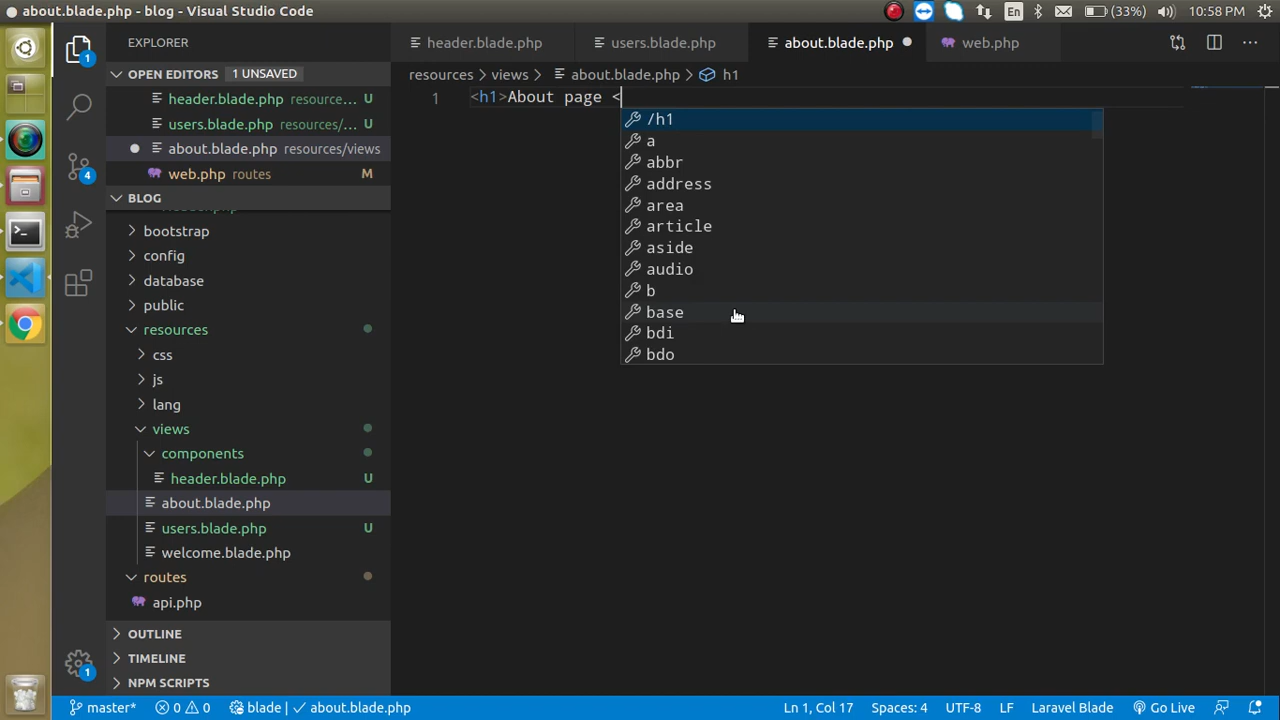 about.blade.php - blog - Visual Studio Code
En
(33%)
10:58 PM
EXPLORER
header.blade.php
users.blade.php
about.blade.php
web.php
OPEN EDITORS
1 UNSAVED
resources
views
about.blade.php
h1
1
<h1>About page <
header.blade.php resource... U
users.blade.php resources/... U
about.blade.php resources/views
web.php routes M
BLOG
bootstrap
config
database
public
resources
css
js
lang
views
components
header.blade.php U
about.blade.php
users.blade.php U
welcome.blade.php
routes
api.php
OUTLINE
TIMELINE
NPM SCRIPTS
/h1
a
abbr
address
area
article
aside
audio
b
base
bdi
bdo
1
4
1
master*
0
0
blade | ✓ about.blade.php
Ln 1, Col 17
Spaces: 4
UTF-8
LF
Laravel Blade
Go Live